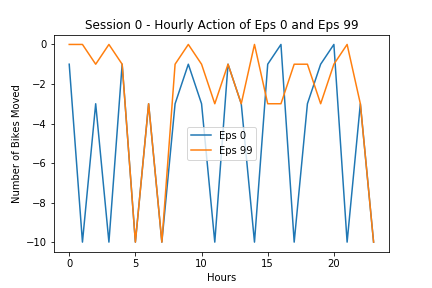 Session 0 - Hourly Action of Eps 0 and Eps 99
Number of Bikes Moved
0
−2
−4
−6
−8
−10
Eps 0
Eps 99
0 5 10 15 20
Hours